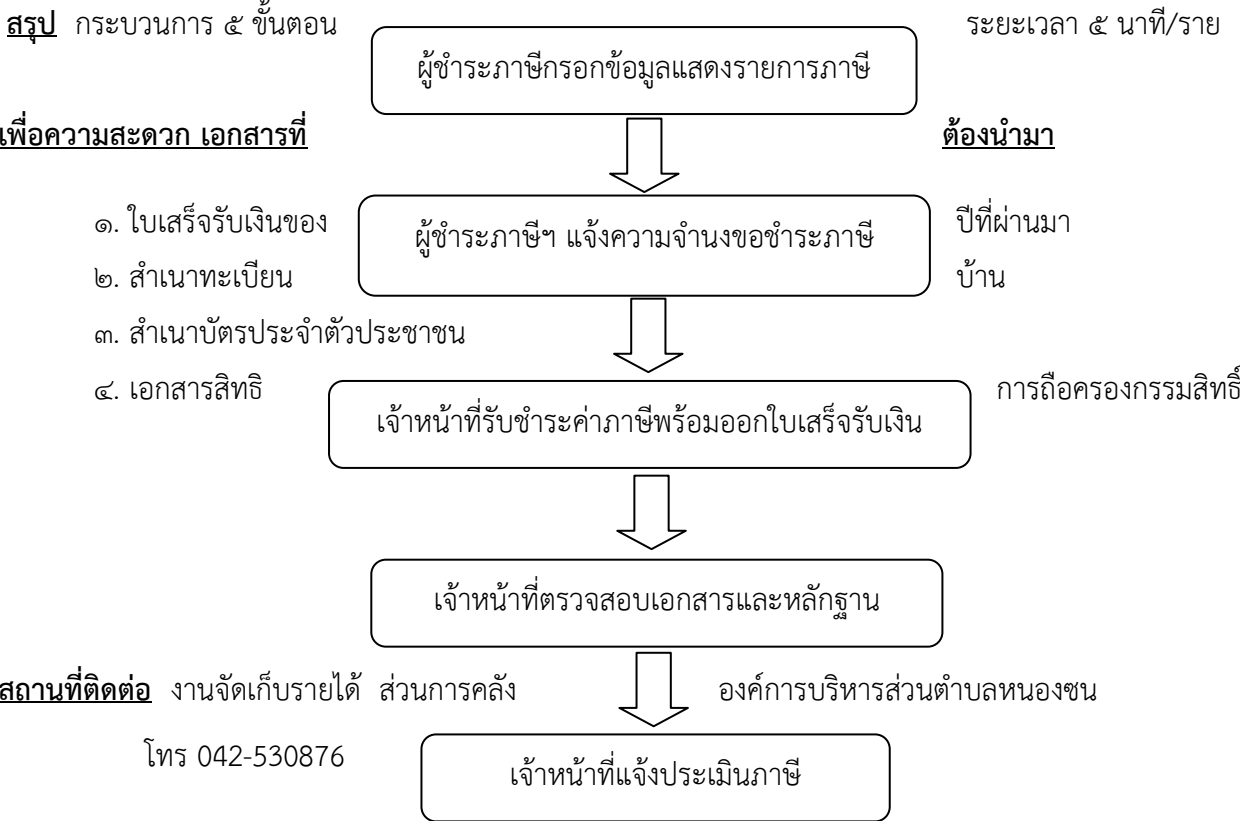 สรุป กระบวนการ ๕ ขั้นตอน ระยะเวลา ๕ นาที/ราย
ผู้ชำระภาษีกรอกข้อมูลแสดงรายการภาษี
เพื่อความสะดวก เอกสารที่ ต้องนำมา
๑. ใบเสร็จรับเงินของ ปีที่ผ่านมา
ผู้ชำระภาษีฯ แจ้งความจำนงขอชำระภาษี
๒. สำเนาทะเบียน บ้าน
๓. สำเนาบัตรประจำตัวประชาชน
๔. เอกสารสิทธิ การถือครองกรรมสิทธิ์
เจ้าหน้าที่รับชำระค่าภาษีพร้อมออกใบเสร็จรับเงิน
เจ้าหน้าที่ตรวจสอบเอกสารและหลักฐาน
สถานที่ติดต่อ งานจัดเก็บรายได้ ส่วนการคลัง องค์การบริหารส่วนตำบลหนองซน
โทร 042-530876
เจ้าหน้าที่แจ้งประเมินภาษี